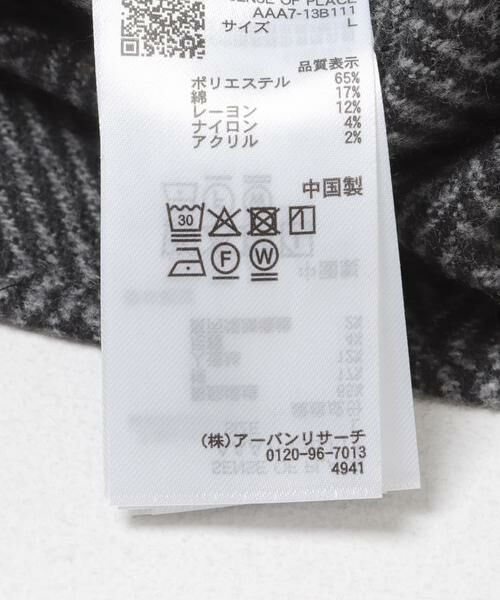 SENSE OF PLACE
AAA7-13B111
サイズ L
品質表示
ポリエステル 65%
綿 17%
レーヨン 12%
ナイロン 4%
アクリル 2%
中国製
30
F W
(株)アーバンリサーチ
0120-96-7013
4941